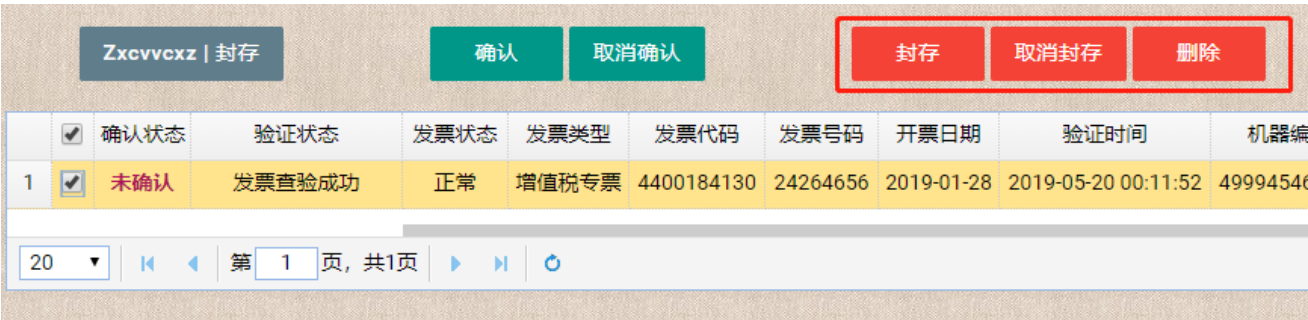 Zxcvvcxz | 封存 确认 取消确认 封存 取消封存 删除
确认状态 验证状态 发票状态 发票类型 发票代码 发票号码 开票日期 验证时间 机器编
1 未确认 发票查验成功 正常 增值税专票 4400184130 24264656 2019-01-28 2019-05-20 00:11:52 49994546
20 第 1 页，共1页